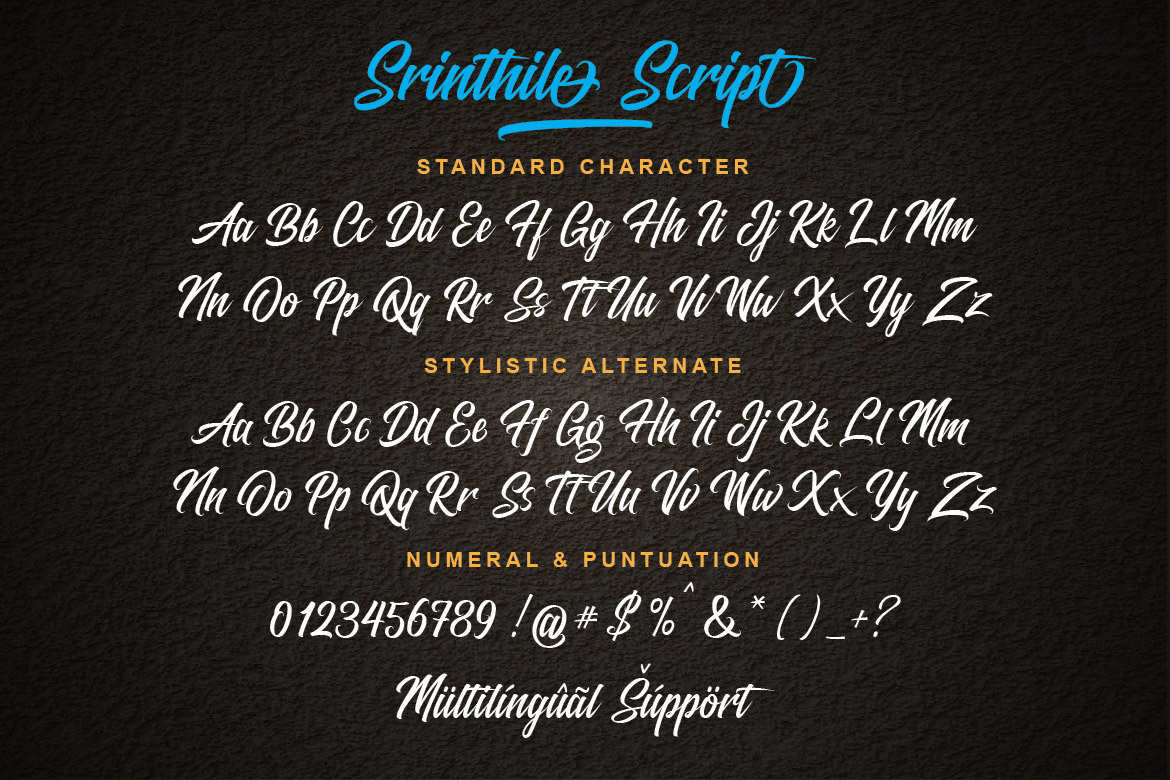 Srinthile Script
STANDARD CHARACTER
Aa Bb Cc Dd Ee Ff Gg Hh Ii Jj Kk Ll Mm
Nn Oo Pp Qq Rr Ss Tt Uu Vv Ww Xx Yy Zz
STYLISTIC ALTERNATE
Aa Bb Cc Dd Ee Ff Gg Hh Ii Jj Kk Ll Mm
Nn Oo Pp Qq Rr Ss Tt Uu Vv Ww Xx Yy Zz
NUMERAL & PUNTUATION
0123456789 !@#$%^&*()_+?
Mültilíngûãl Šúppört